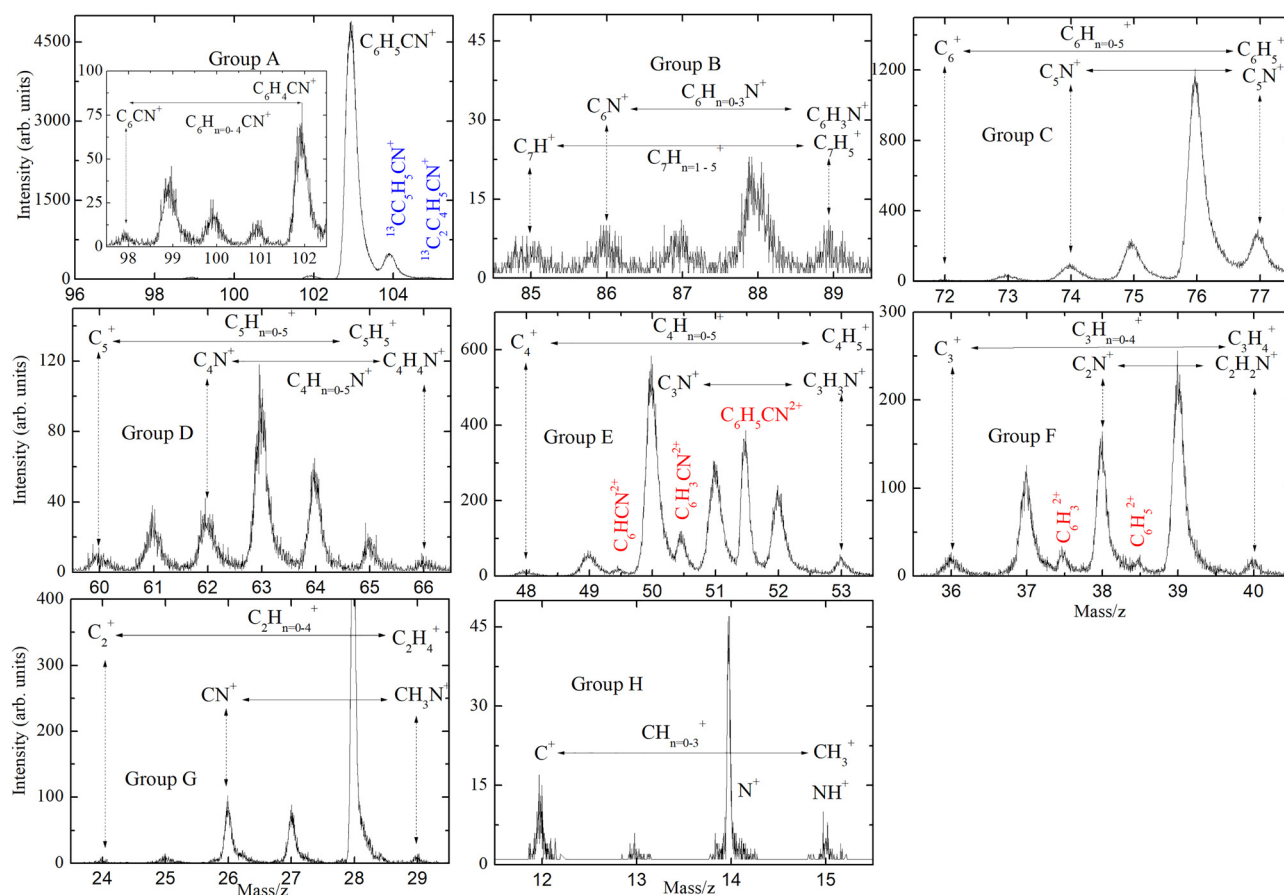 Intensity (arb. units)
4500
3000
1500
0
96 98 100 102 104
Group A
C₆H₅CN⁺
¹³CC₅H₅CN⁺
¹³C₂C₄H₅CN⁺
100
75
50
25
0
98 99 100 101 102
C₆CN⁺
C₆H₄CN⁺
C₆Hₙ₌₀₋₄CN⁺
45
30
15
0
85 86 87 88 89
Group B
C₆N⁺
C₆Hₙ₌₀₋₃N⁺
C₆H₃N⁺
C₇H⁺
C₇Hₙ₌₁₋₅⁺
C₇H₅⁺
1200
800
400
0
72 73 74 75 76 77
C₆⁺
C₆Hₙ₌₀₋₅⁺
C₆H₅⁺
C₅N⁺
C₅N⁺
Group C
Intensity (arb. units)
120
80
40
0
60 61 62 63 64 65 66
C₅⁺
C₅Hₙ₌₀₋₅⁺
C₅H₅⁺
C₄N⁺
C₄H₄N⁺
C₄Hₙ₌₀₋₅N⁺
Group D
600
400
200
0
48 49 50 51 52 53
C₄⁺
C₄Hₙ₌₀₋₅⁺
C₄H₅⁺
C₃N⁺
C₃H₃N⁺
C₆H₅CN²⁺
Group E
C₆HCN²⁺
C₆H₃CN²⁺
300
200
100
0
36 37 38 39 40
Mass/z
C₃⁺
C₃Hₙ₌₀₋₄⁺
C₃H₄⁺
C₂N⁺
C₂H₂N⁺
Group F
C₆H₃²⁺
C₆H₅²⁺
Intensity (arb. units)
400
300
200
100
0
24 25 26 27 28 29
Mass/z
C₂⁺
C₂Hₙ₌₀₋₄⁺
C₂H₄⁺
CN⁺
CH₃N⁺
Group G
45
30
15
0
12 13 14 15
Mass/z
Group H
CHₙ₌₀₋₃⁺
C⁺
CH₃⁺
N⁺
NH⁺